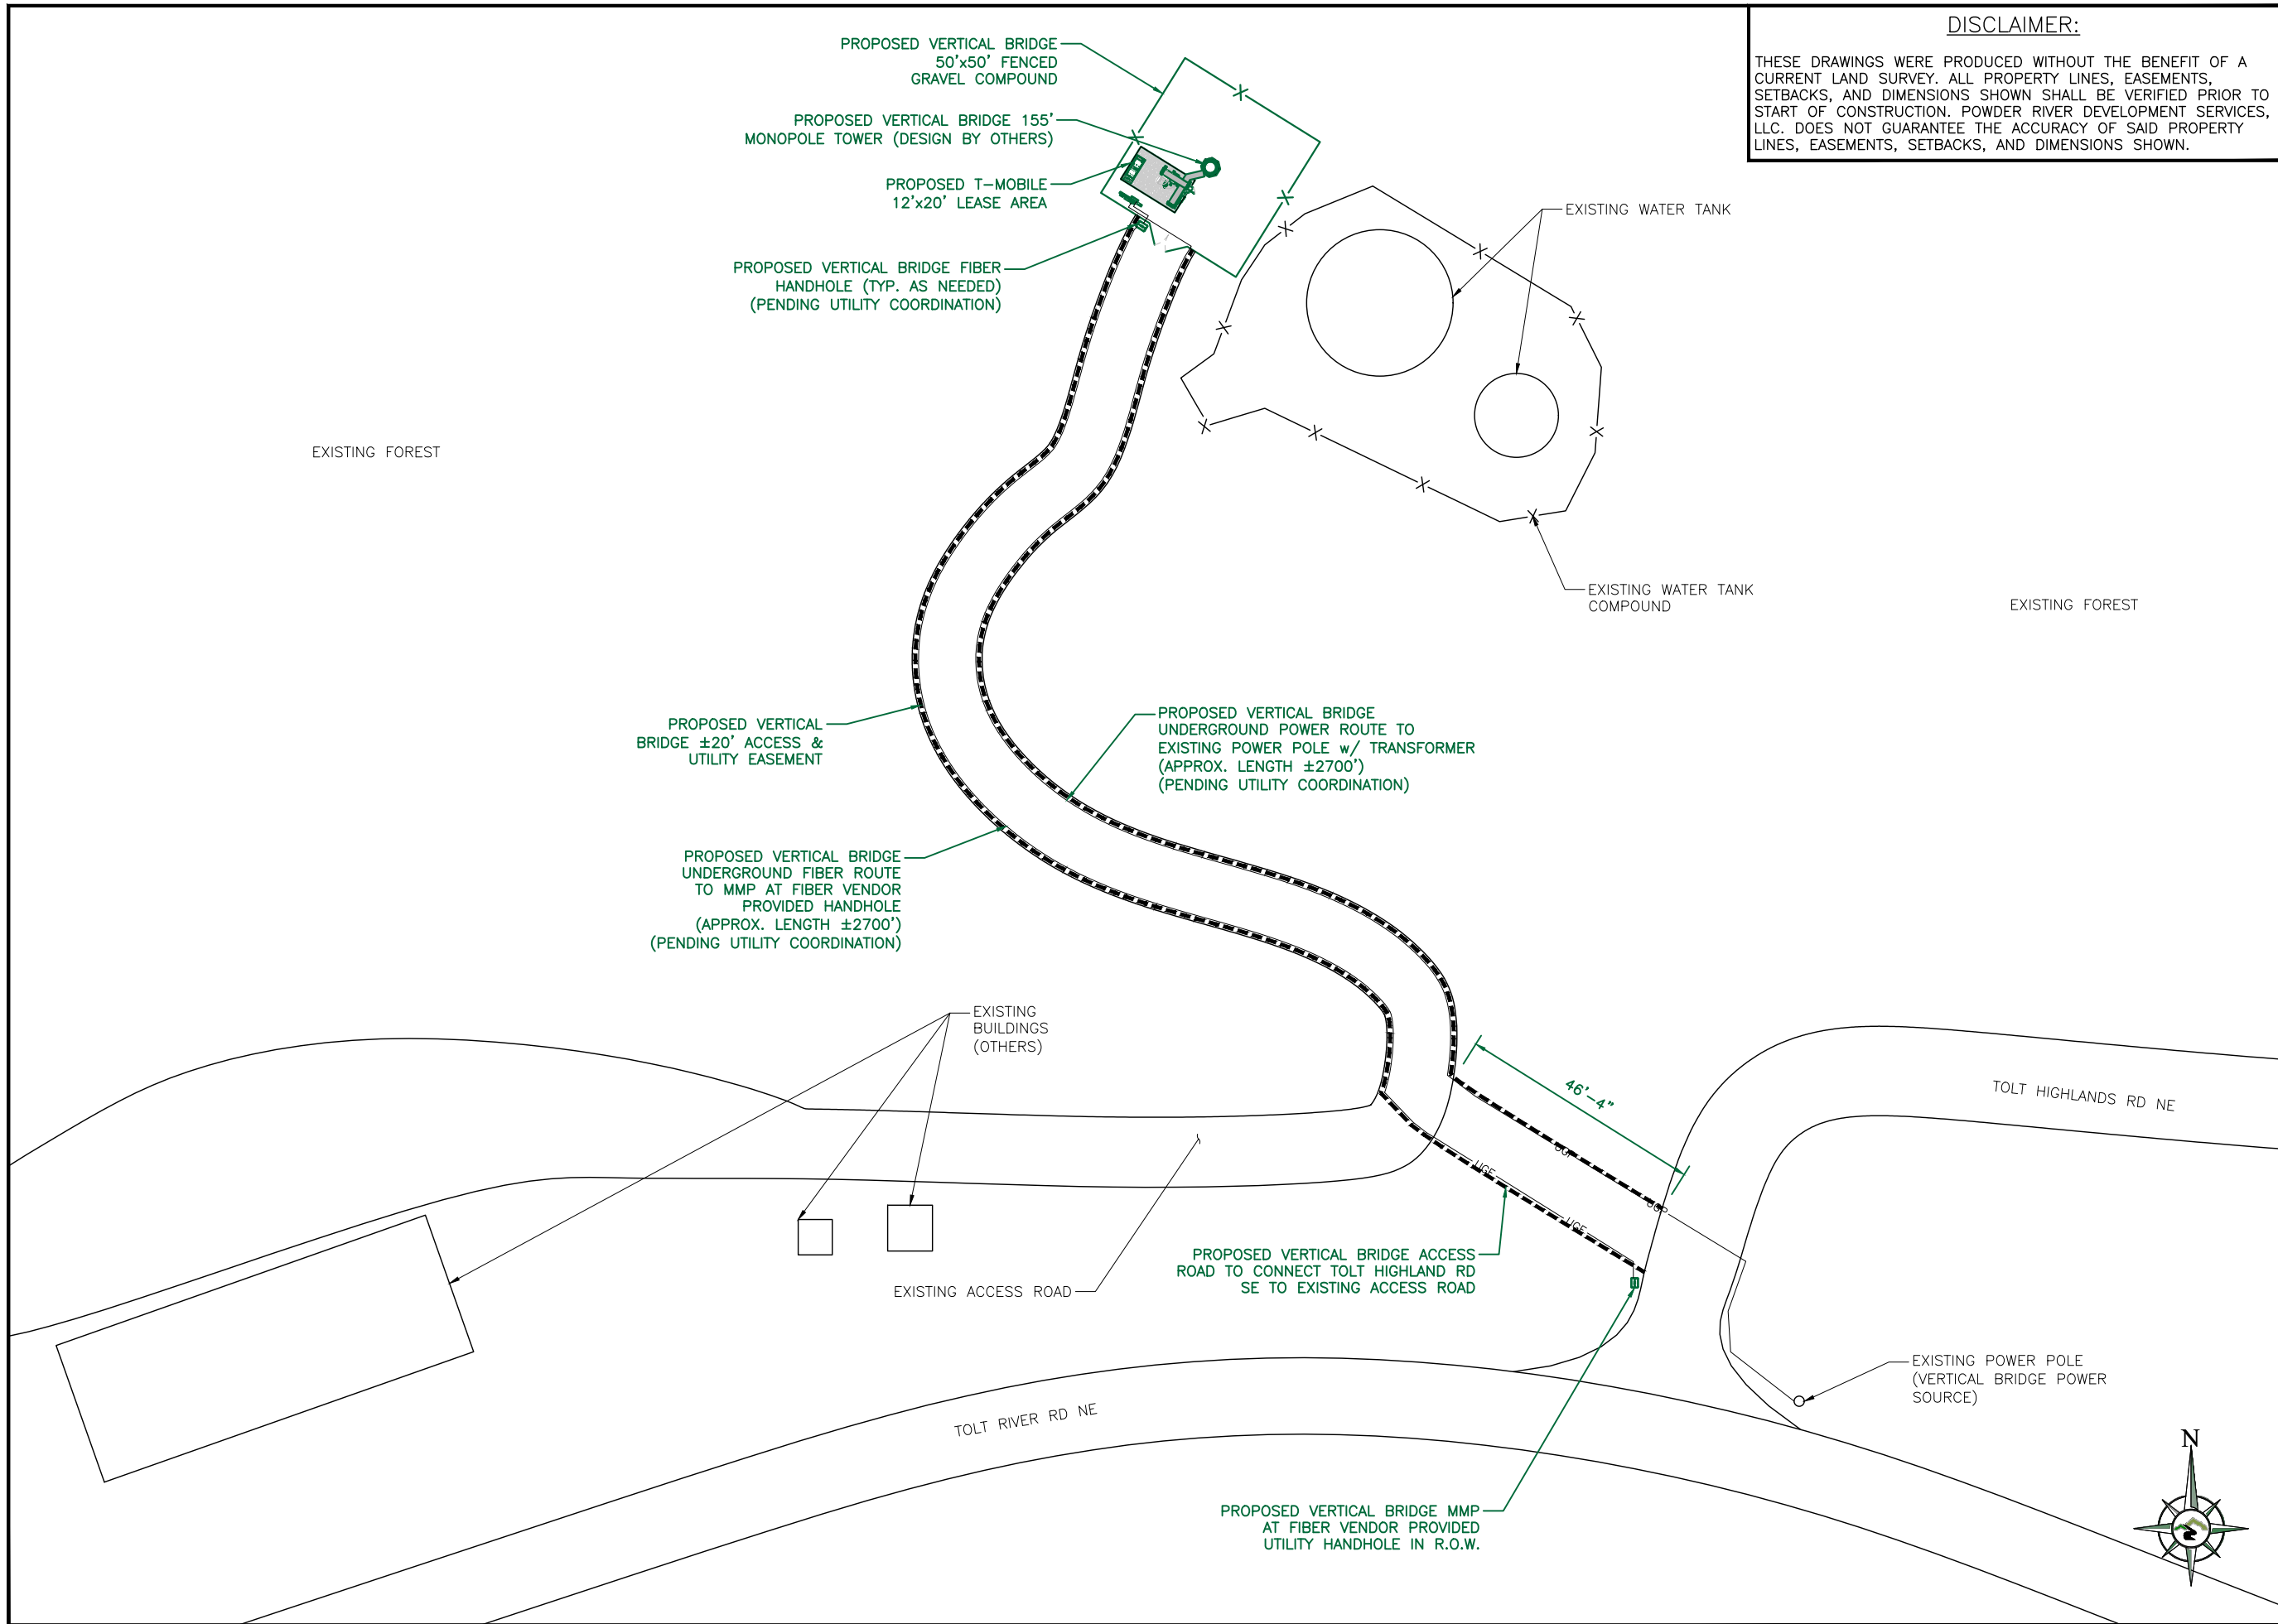 DISCLAIMER:
THESE DRAWINGS WERE PRODUCED WITHOUT THE BENEFIT OF A
CURRENT LAND SURVEY. ALL PROPERTY LINES, EASEMENTS,
SETBACKS, AND DIMENSIONS SHOWN SHALL BE VERIFIED PRIOR TO
START OF CONSTRUCTION. POWDER RIVER DEVELOPMENT SERVICES,
LLC. DOES NOT GUARANTEE THE ACCURACY OF SAID PROPERTY
LINES, EASEMENTS, SETBACKS, AND DIMENSIONS SHOWN.
PROPOSED VERTICAL BRIDGE
50'x50' FENCED
GRAVEL COMPOUND
PROPOSED VERTICAL BRIDGE 155'
MONOPOLE TOWER (DESIGN BY OTHERS)
PROPOSED T-MOBILE
12'x20' LEASE AREA
PROPOSED VERTICAL BRIDGE FIBER
HANDHOLE (TYP. AS NEEDED)
(PENDING UTILITY COORDINATION)
EXISTING WATER TANK
EXISTING FOREST
EXISTING WATER TANK
COMPOUND
EXISTING FOREST
PROPOSED VERTICAL
BRIDGE ±20' ACCESS &
UTILITY EASEMENT
PROPOSED VERTICAL BRIDGE
UNDERGROUND POWER ROUTE TO
EXISTING POWER POLE w/ TRANSFORMER
(APPROX. LENGTH ±2700')
(PENDING UTILITY COORDINATION)
PROPOSED VERTICAL BRIDGE
UNDERGROUND FIBER ROUTE
TO MMP AT FIBER VENDOR
PROVIDED HANDHOLE
(APPROX. LENGTH ±2700')
(PENDING UTILITY COORDINATION)
EXISTING
BUILDINGS
(OTHERS)
46'-4"
TOLT HIGHLANDS RD NE
UGP
UGF
UGP
UGF
PROPOSED VERTICAL BRIDGE ACCESS
ROAD TO CONNECT TOLT HIGHLAND RD
SE TO EXISTING ACCESS ROAD
EXISTING ACCESS ROAD
EXISTING POWER POLE
(VERTICAL BRIDGE POWER
SOURCE)
TOLT RIVER RD NE
PROPOSED VERTICAL BRIDGE MMP
AT FIBER VENDOR PROVIDED
UTILITY HANDHOLE IN R.O.W.
N